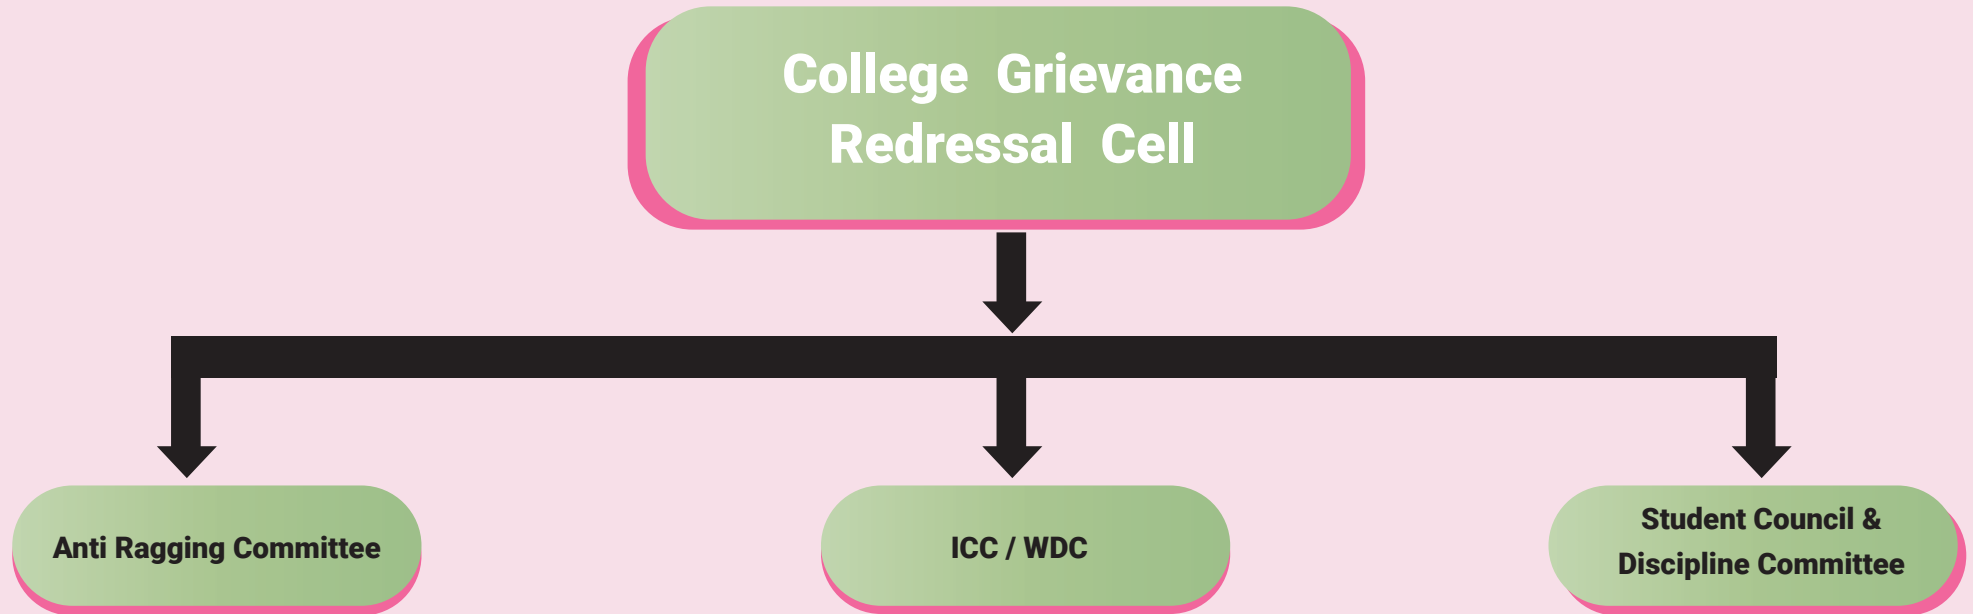 College Grievance
Redressal Cell
Anti Ragging Committee
ICC / WDC
Student Council &
Discipline Committee